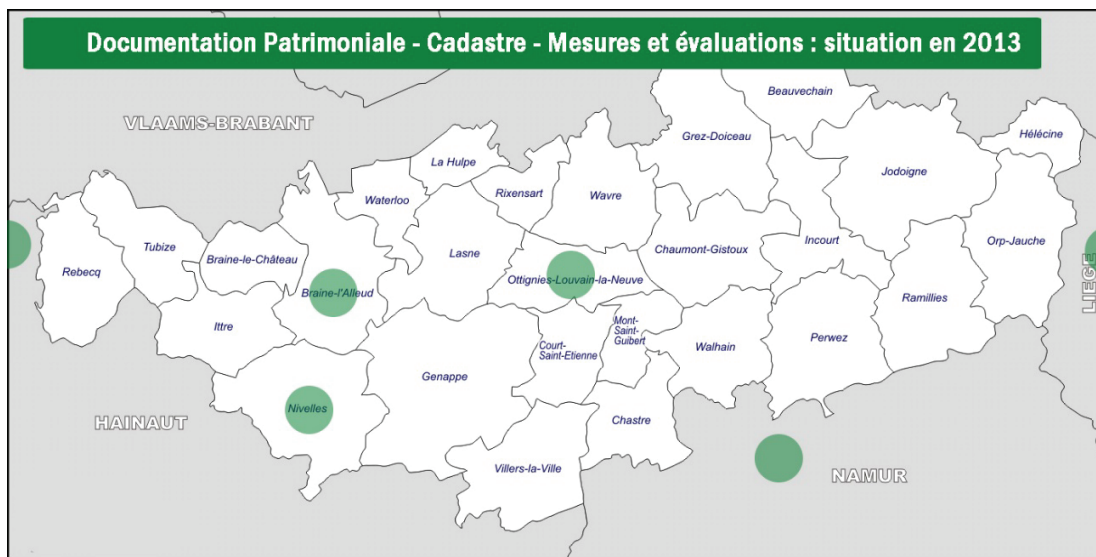 Documentation Patrimoniale - Cadastre - Mesures et évaluations : situation en 2013
VLAAMS-BRABANT
Beauvechain
Grez-Doiceau
Hélécine
La Hulpe
Jodoigne
Rixensart
Wavre
Waterloo
Tubize
Braine-le-Château
Lasne
Chaumont-Gistoux
Incourt
Orp-Jauche
Rebecq
Ottignies-Louvain-la-Neuve
Braine-l'Alleud
Ramillies
LIEGE
Ittre
Mont-
Saint-
Guibert
Court-
Saint-Etienne
Walhain
Perwez
Genappe
Nivelles
HAINAUT
Chastre
Villers-la-Ville
NAMUR